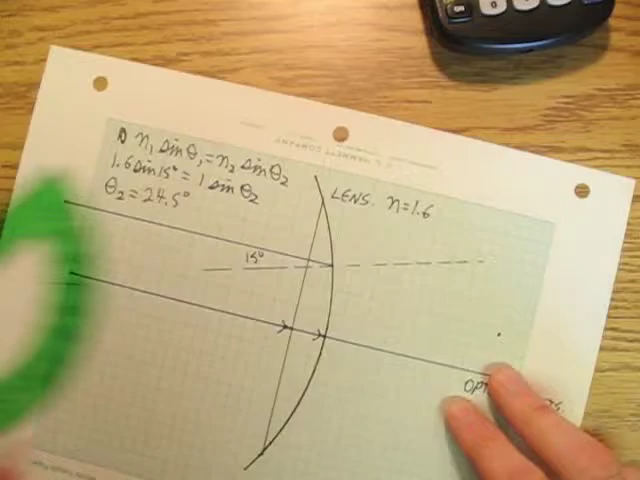 1) n₁ sin θ₁ = n₂ sin θ₂
1.6 sin 15° = 1 sin θ₂
θ₂ = 24.5°
LENS. n=1.6
15°